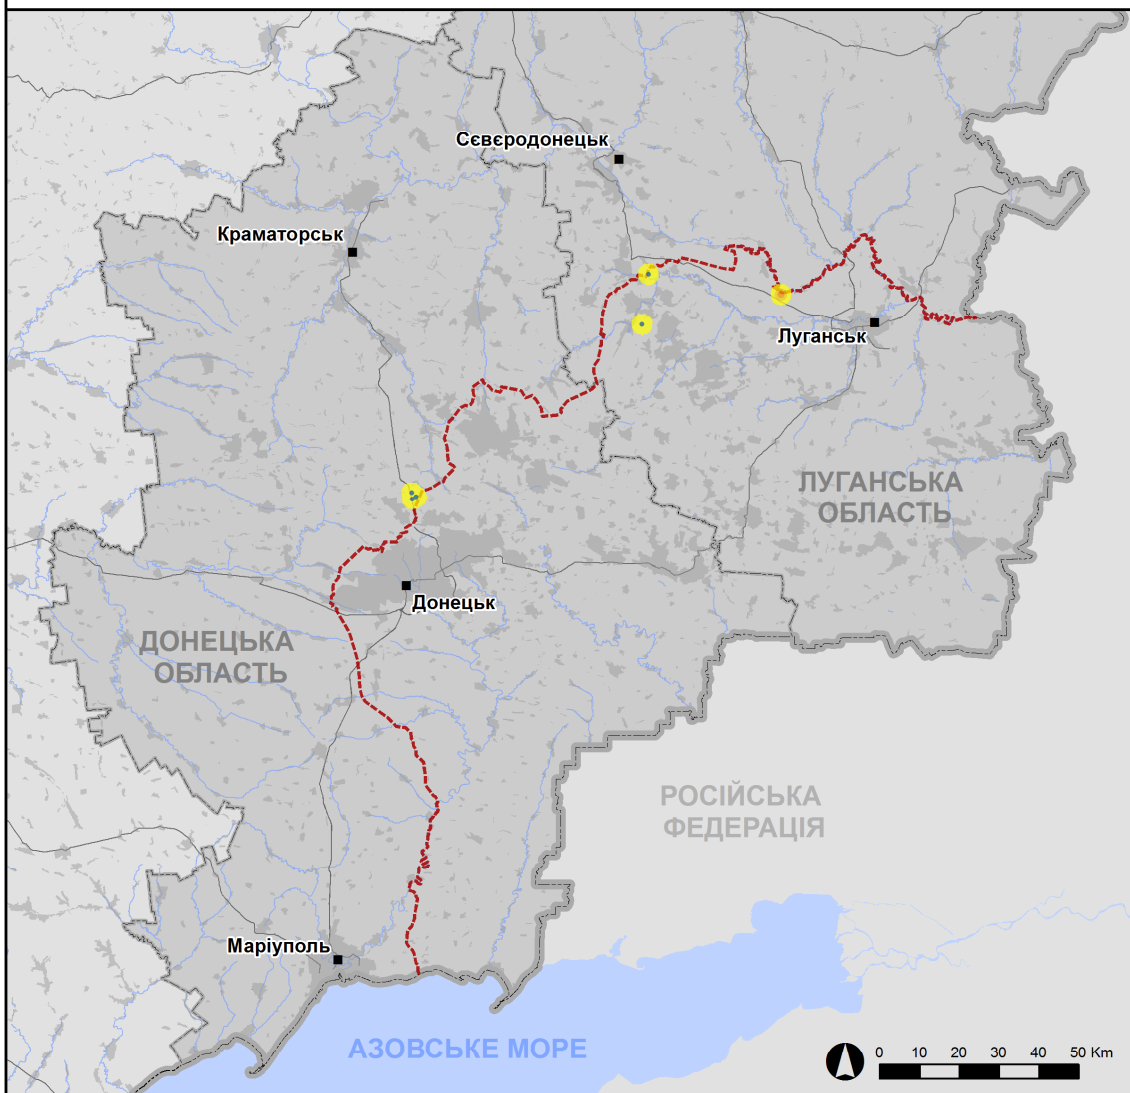 Сєвєродонецьк
Краматорськ
Луганськ
ЛУГАНСЬКА
ОБЛАСТЬ
Донецьк
ДОНЕЦЬКА
ОБЛАСТЬ
РОСІЙСЬКА
ФЕДЕРАЦІЯ
Маріуполь
АЗОВСЬКЕ МОРЕ
0 10 20 30 40 50 Km